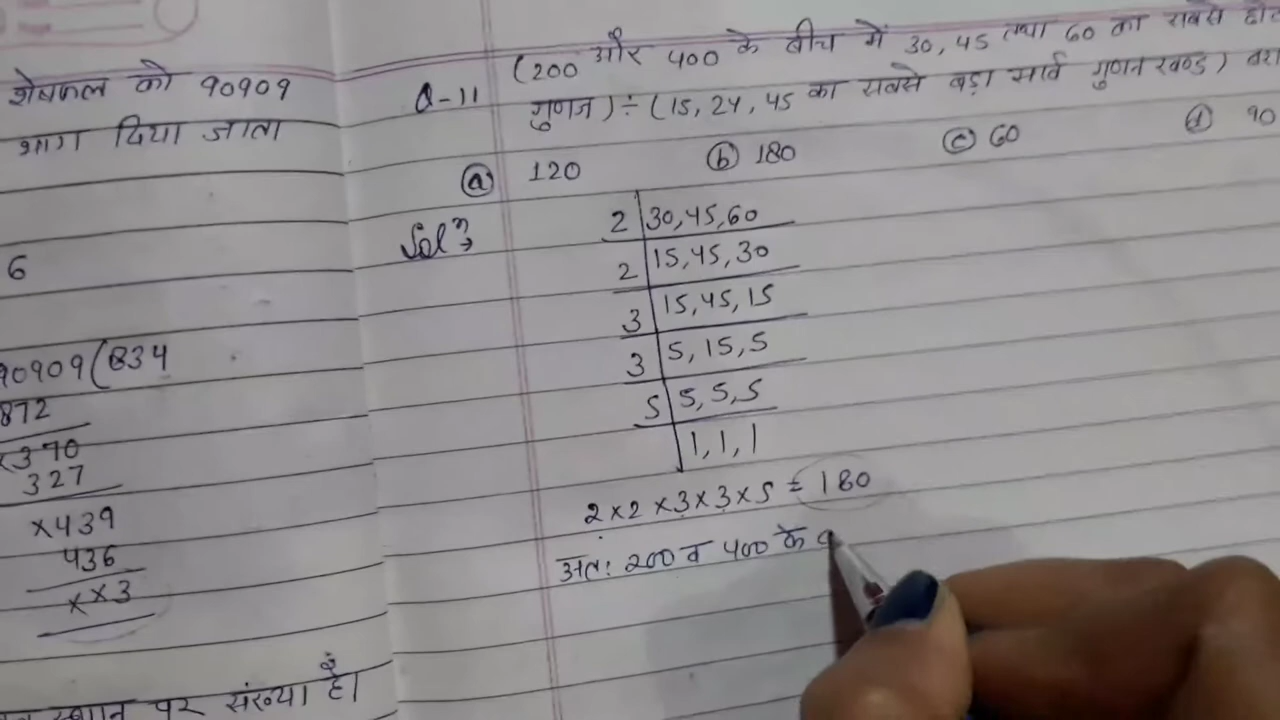 शेषफल को 90909
भाग दिया जाता
6
90909(834
872
×370
327
×439
436
××3
पर संख्या है।
Q-11 (200 और 400 के बीच में 30, 45 तथा 60 का सबसे
गुणज) ÷ (15, 24, 45 का सबसे बड़ा सार्व गुणनखण्ड)
(a) 120 (b) 180 (c) 60 (d) 90
Solⁿ→
2 | 30, 45, 60
2 | 15, 45, 30
3 | 15, 45, 15
3 | 5, 15, 5
5 | 5, 5, 5
1, 1, 1
2×2×3×3×5 = 180
अतः 200 व 400 के